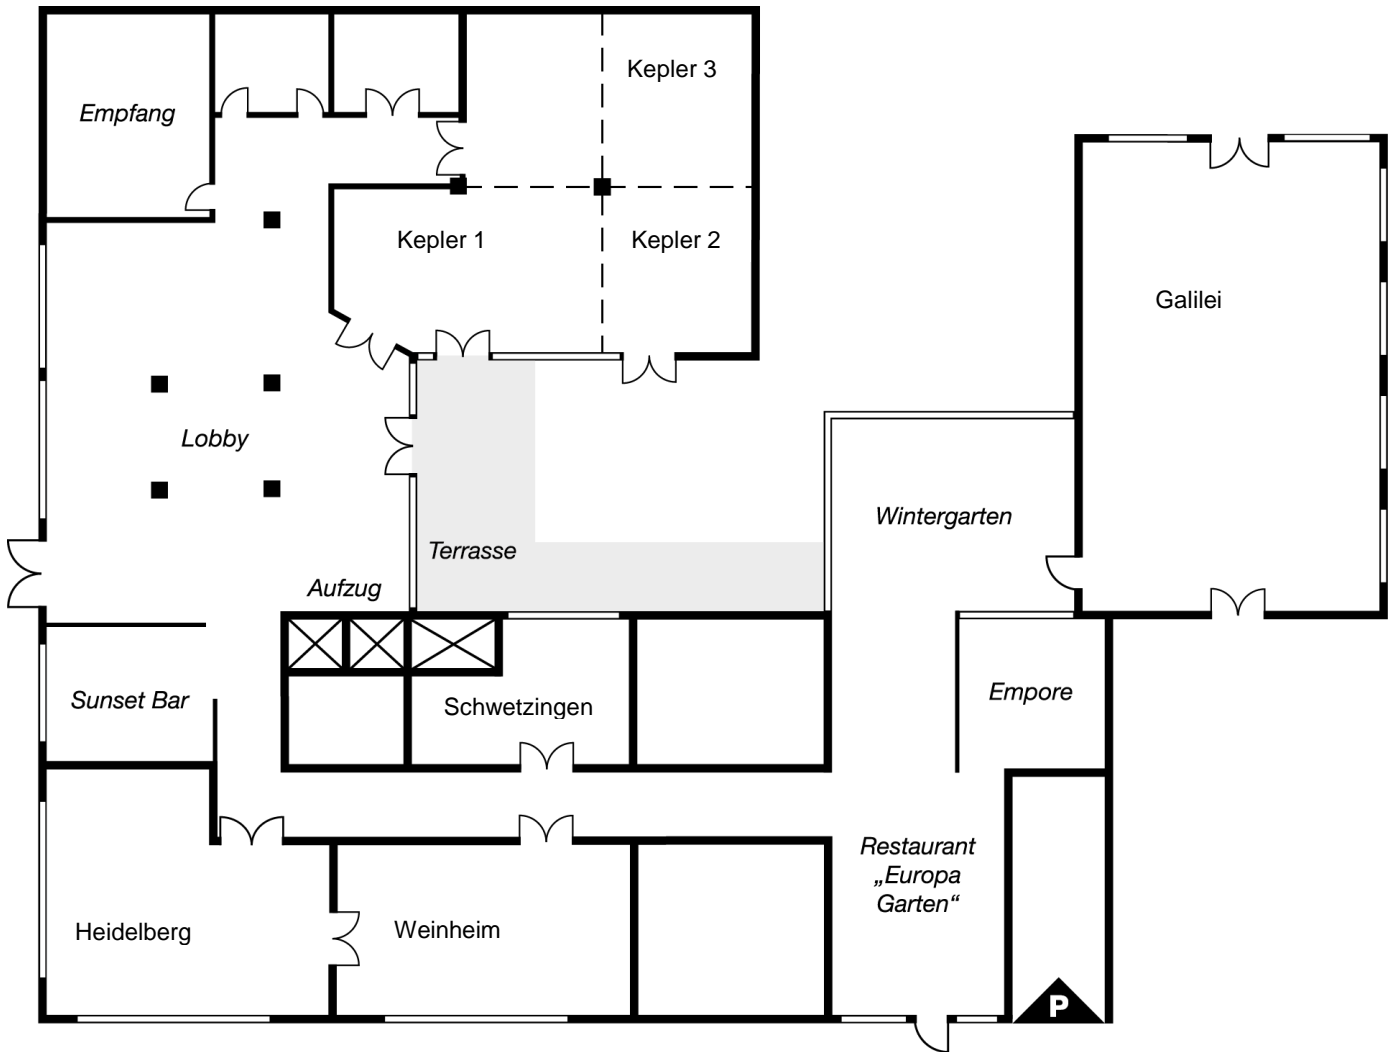 Kepler 3
Empfang
Kepler 1
Kepler 2
Galilei
Lobby
Wintergarten
Terrasse
Aufzug
Empore
Sunset Bar
Schwetzingen
Restaurant
„Europa
Garten“
Heidelberg
Weinheim
P